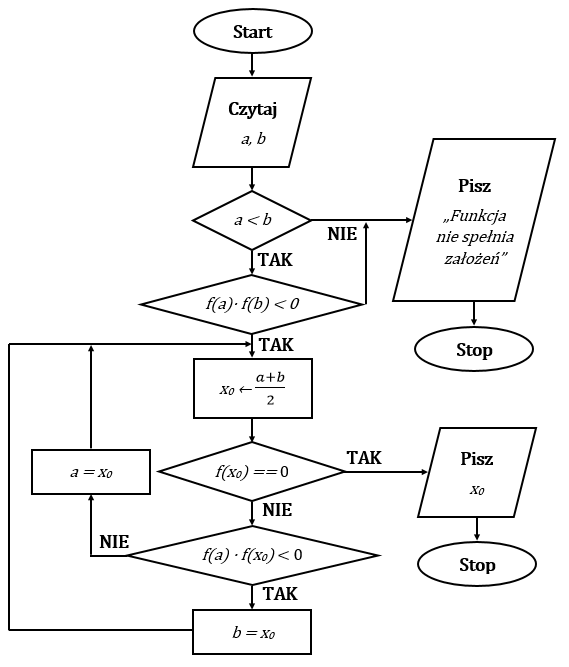 Start
Czytaj
a, b
a < b
NIE
TAK
Pisz
„Funkcja
nie spełnia
założeń”
Stop
f(a)· f(b) < 0
TAK
x₀ ← a+b/2
f(x₀) == 0
TAK
Pisz
x₀
Stop
NIE
a = x₀
f(a) · f(x₀) < 0
NIE
TAK
b = x₀